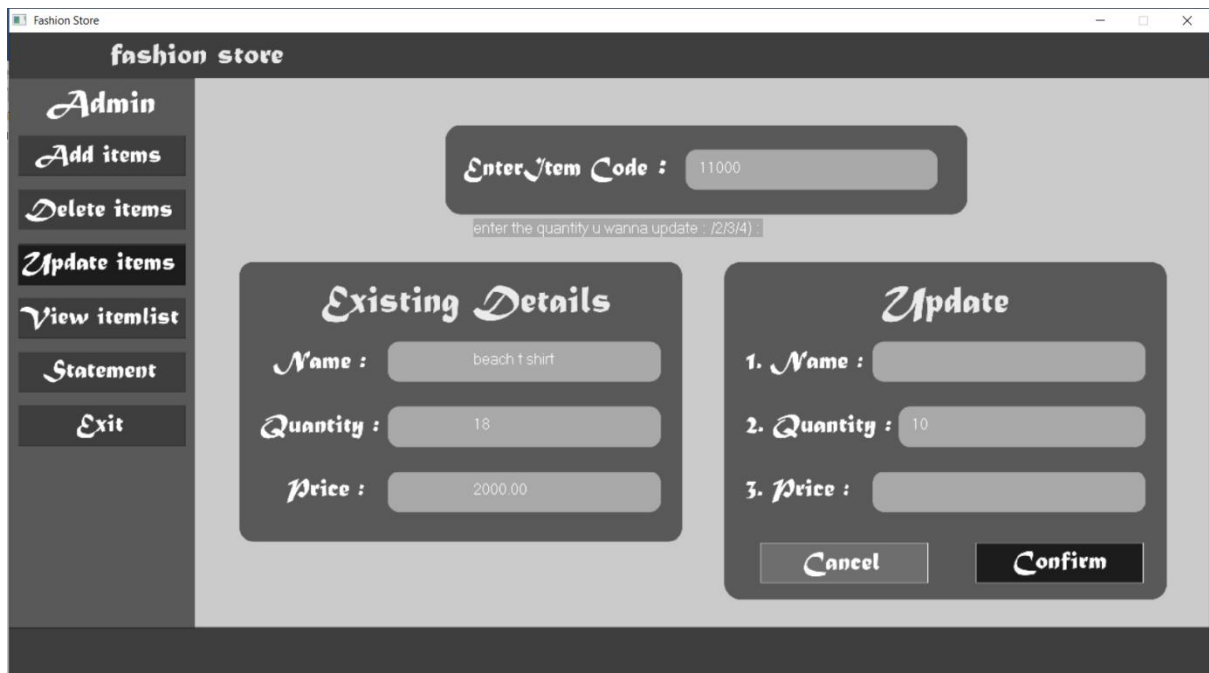 Fashion Store
fashion store
Admin
Add items
Delete items
Update items
View itemlist
Statement
Exit
Enter Item Code : 11000
enter the quantity u wanna update : /2/3/4) :
Existing Details
Name : beach t shirt
Quantity : 18
Price : 2000.00
Update
1. Name :
2. Quantity : 10
3. Price :
Cancel Confirm